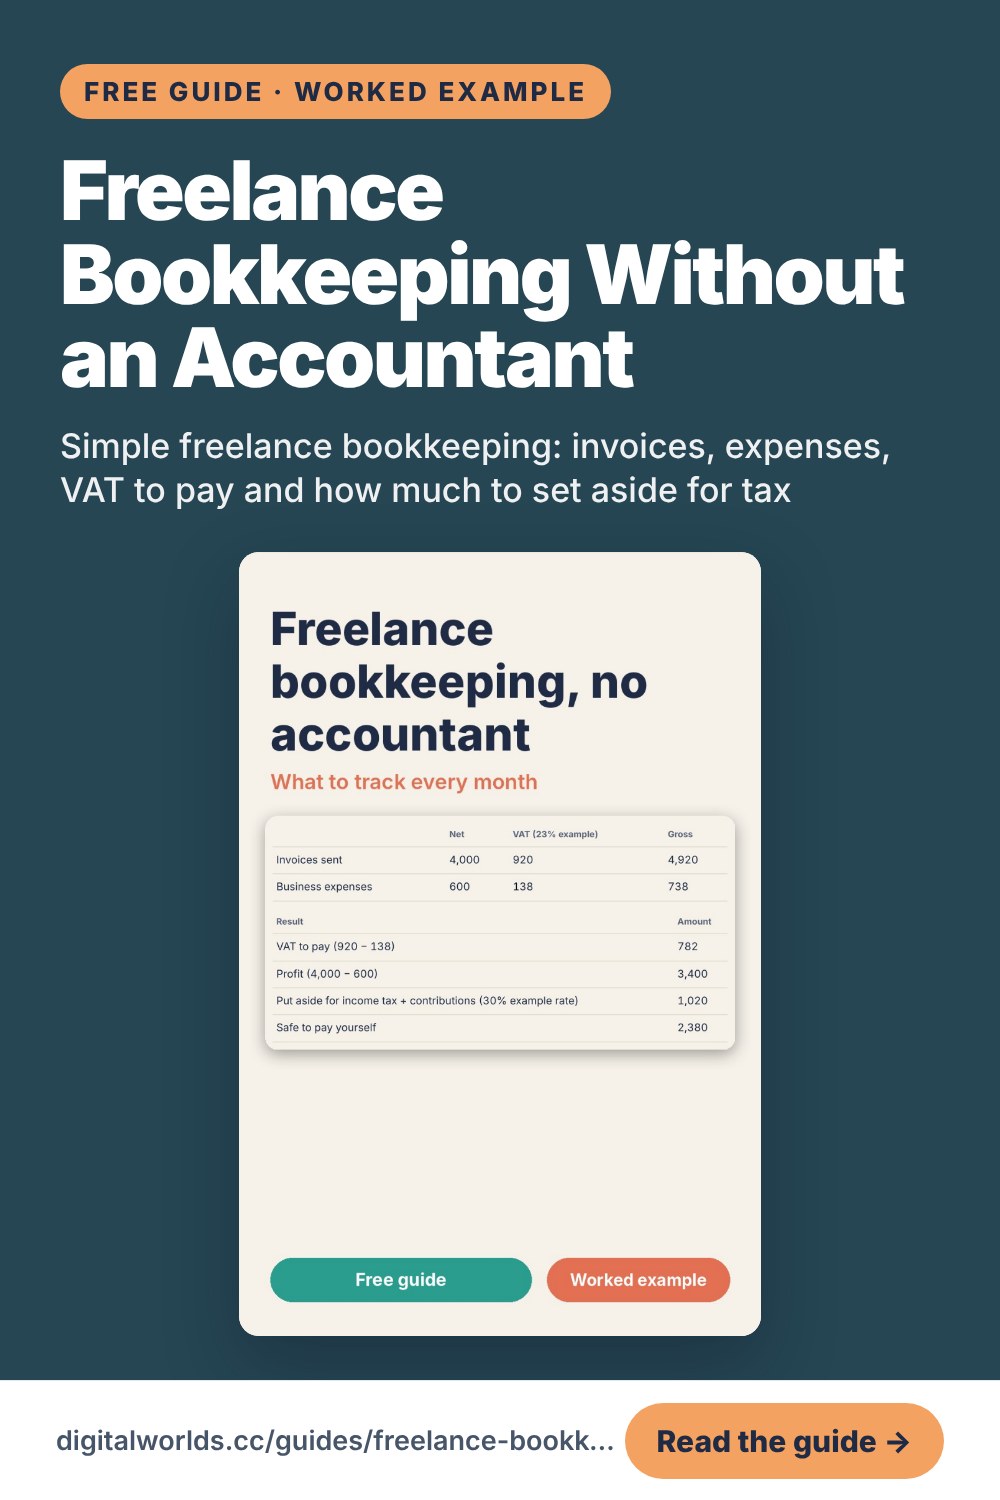 FREE GUIDE · WORKED EXAMPLE
Freelance
Bookkeeping Without
an Accountant
Simple freelance bookkeeping: invoices, expenses,
VAT to pay and how much to set aside for tax
Freelance
bookkeeping, no
accountant
What to track every month
Net VAT (23% example) Gross
Invoices sent 4,000 920 4,920
Business expenses 600 138 738
Result Amount
VAT to pay (920 − 138) 782
Profit (4,000 − 600) 3,400
Put aside for income tax + contributions (30% example rate) 1,020
Safe to pay yourself 2,380
Free guide Worked example
digitalworlds.cc/guides/freelance-bookk... Read the guide →